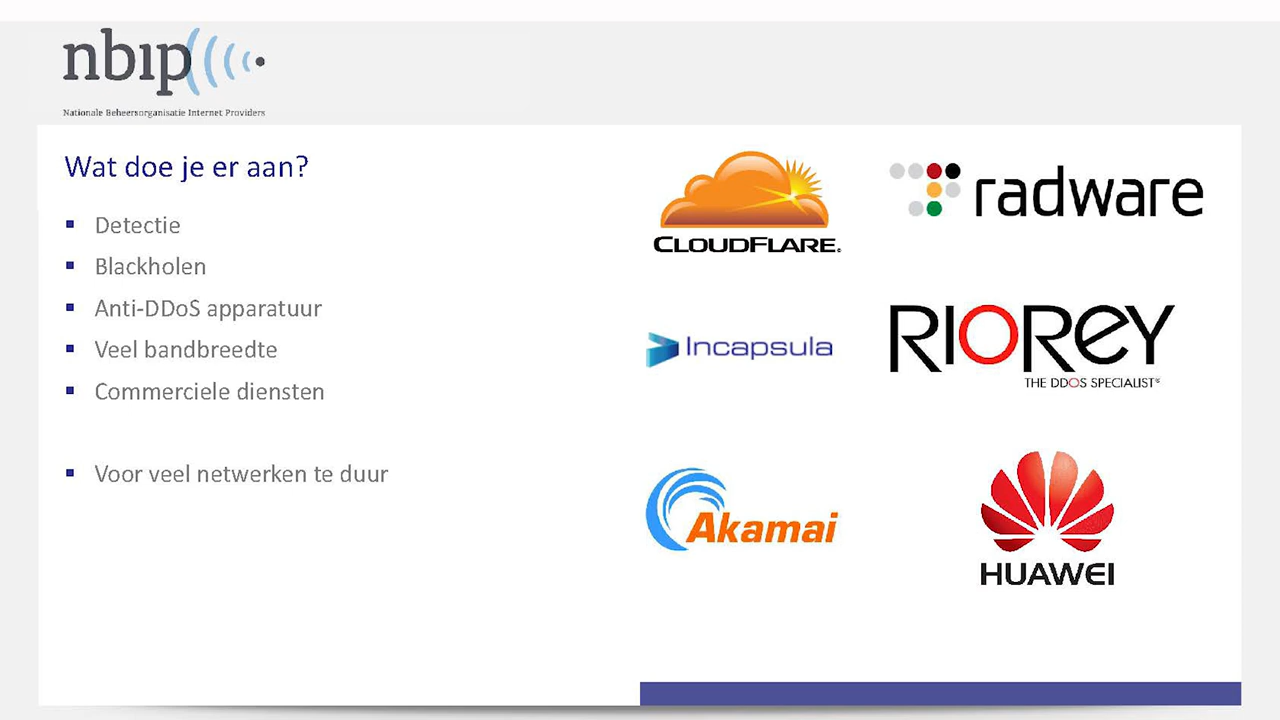 nbip
Nationale Beheersorganisatie Internet Providers
Wat doe je er aan?
Detectie
Blackholen
Anti-DDoS apparatuur
Veel bandbreedte
Commerciele diensten
Voor veel netwerken te duur
CLOUDFLARE.
radware
Incapsula
RIOREY
THE DDOS SPECIALIST®
Akamai
HUAWEI